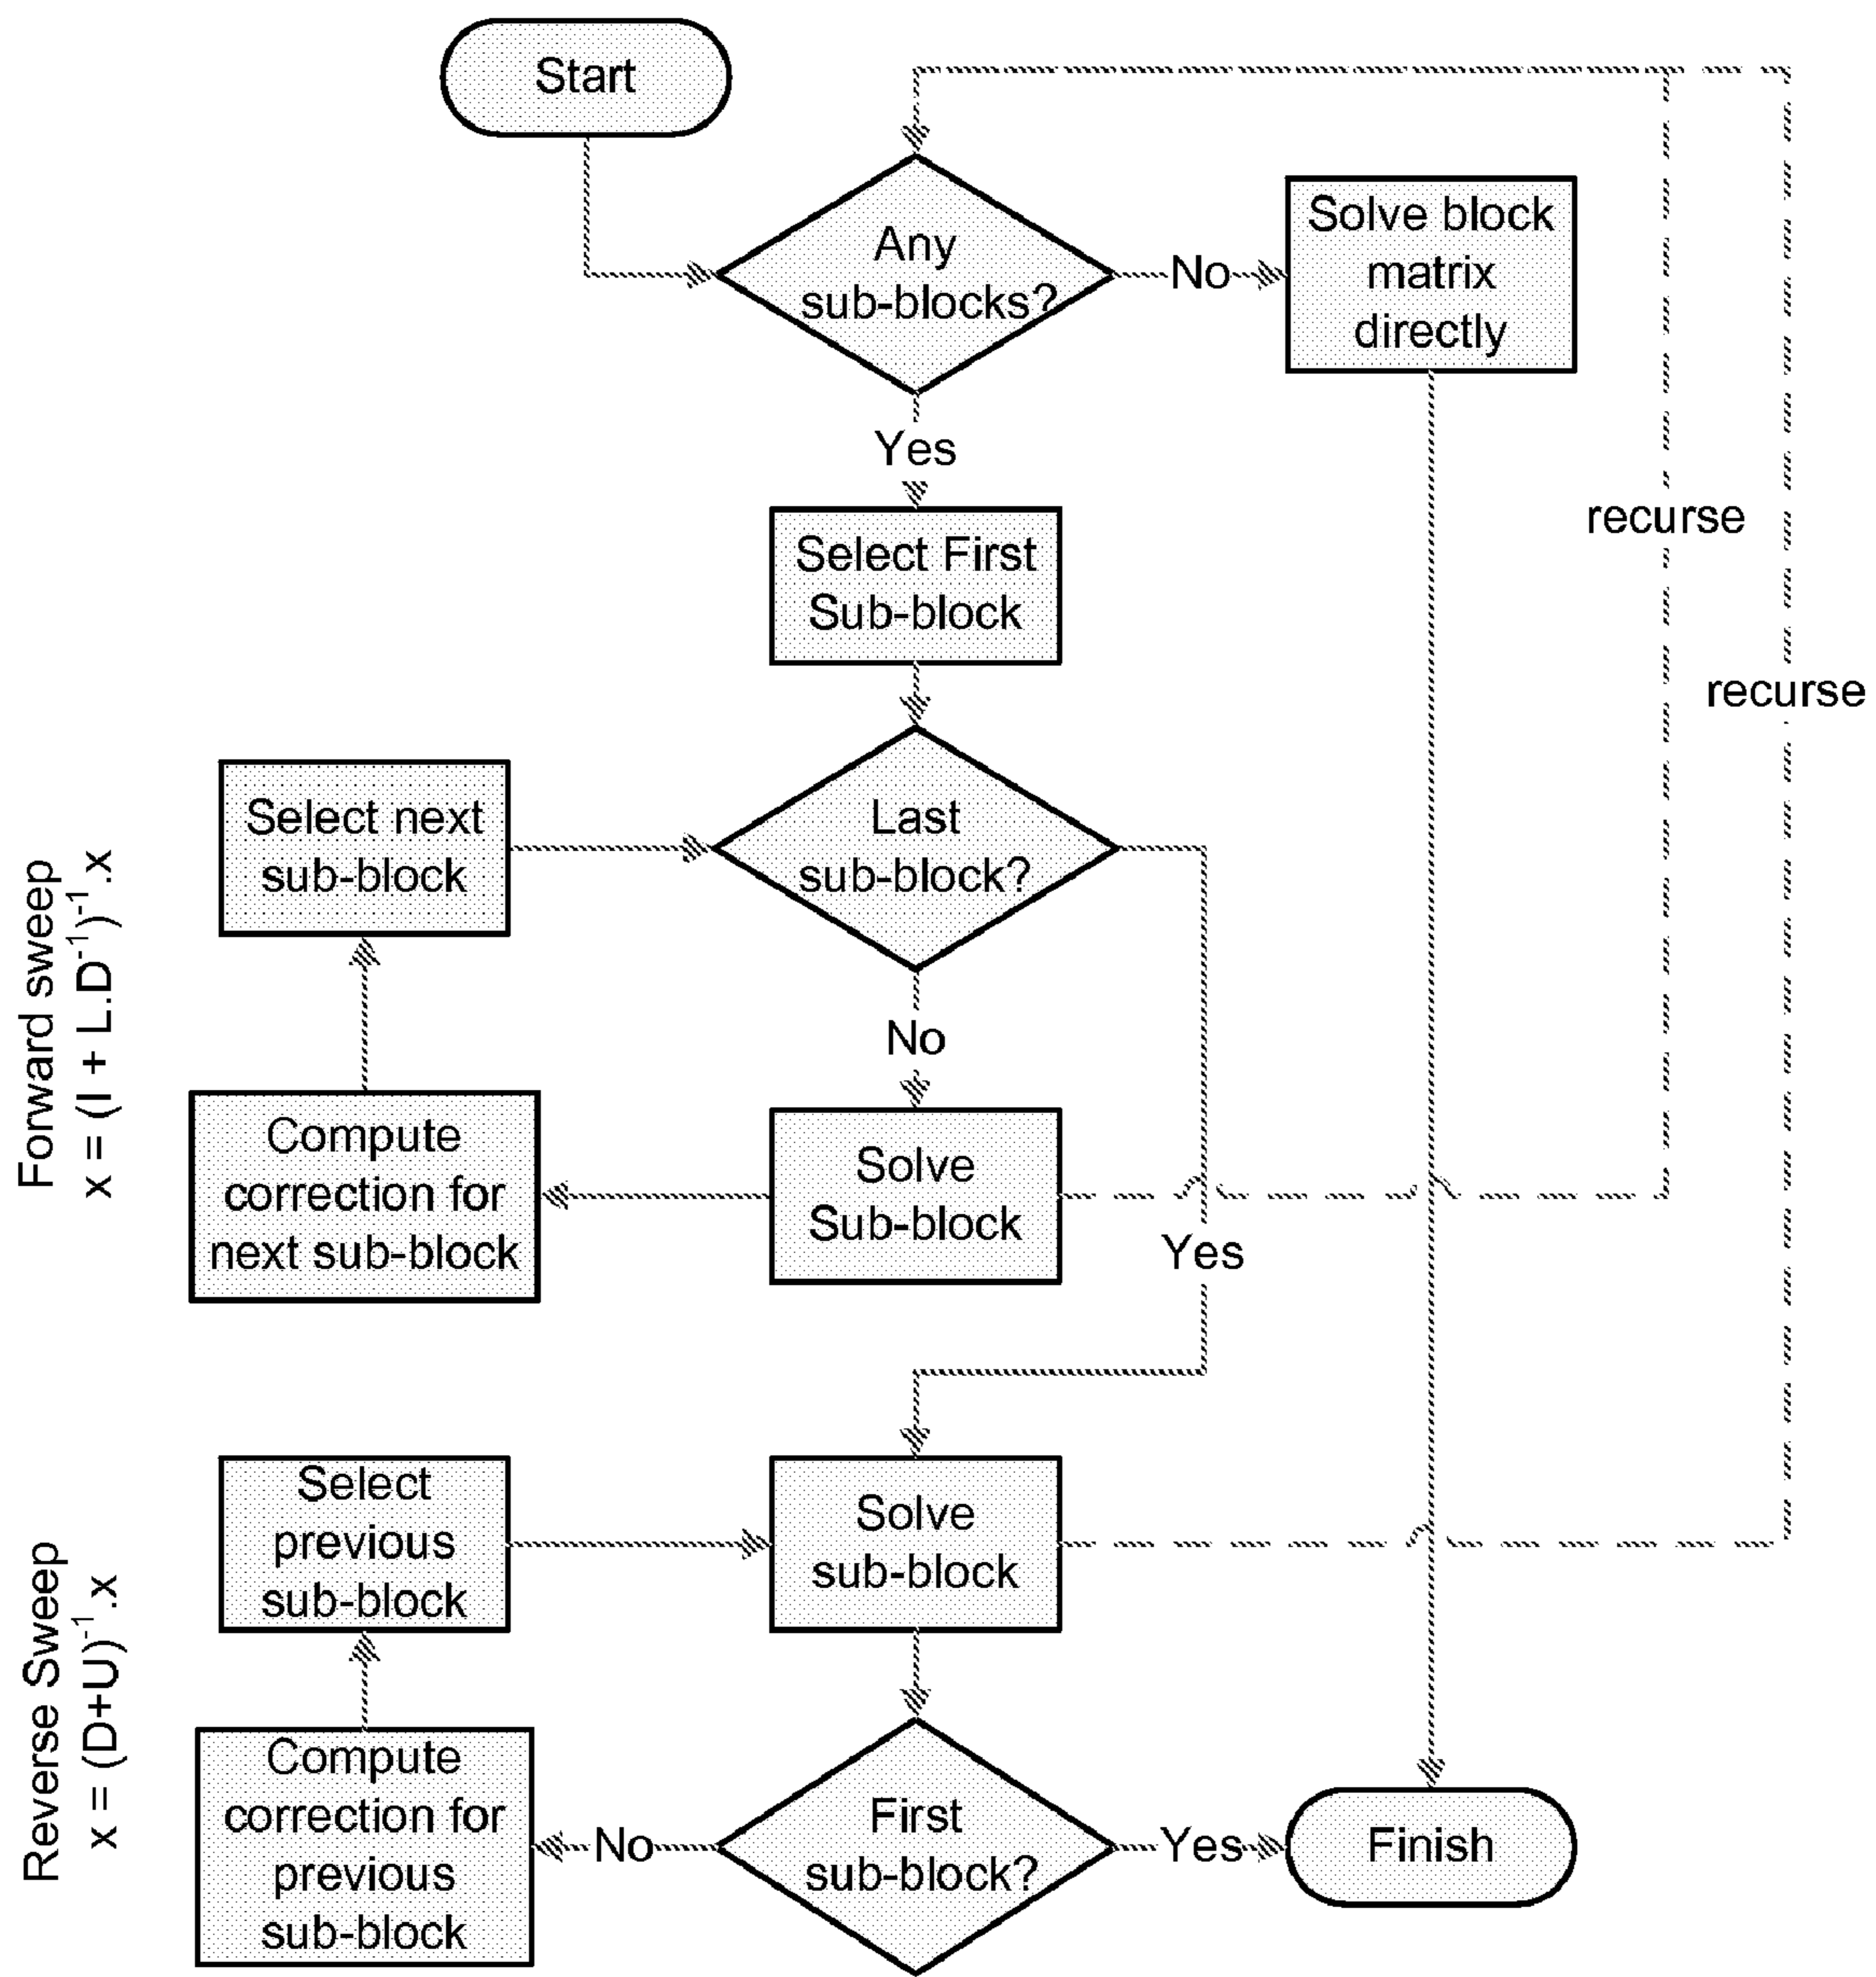 Start
Any
sub-blocks?
No
Solve block
matrix
directly
Yes
Select First
Sub-block
recurse
recurse
Select next
sub-block
Last
sub-block?
Forward sweep
x = (I + L.D⁻¹)⁻¹.x
No
Compute
correction for
next sub-block
Solve
Sub-block
Yes
Select
previous
sub-block
Solve
sub-block
Reverse Sweep
x = (D+U)⁻¹.x
Compute
correction for
previous
sub-block
No
First
sub-block?
Yes
Finish